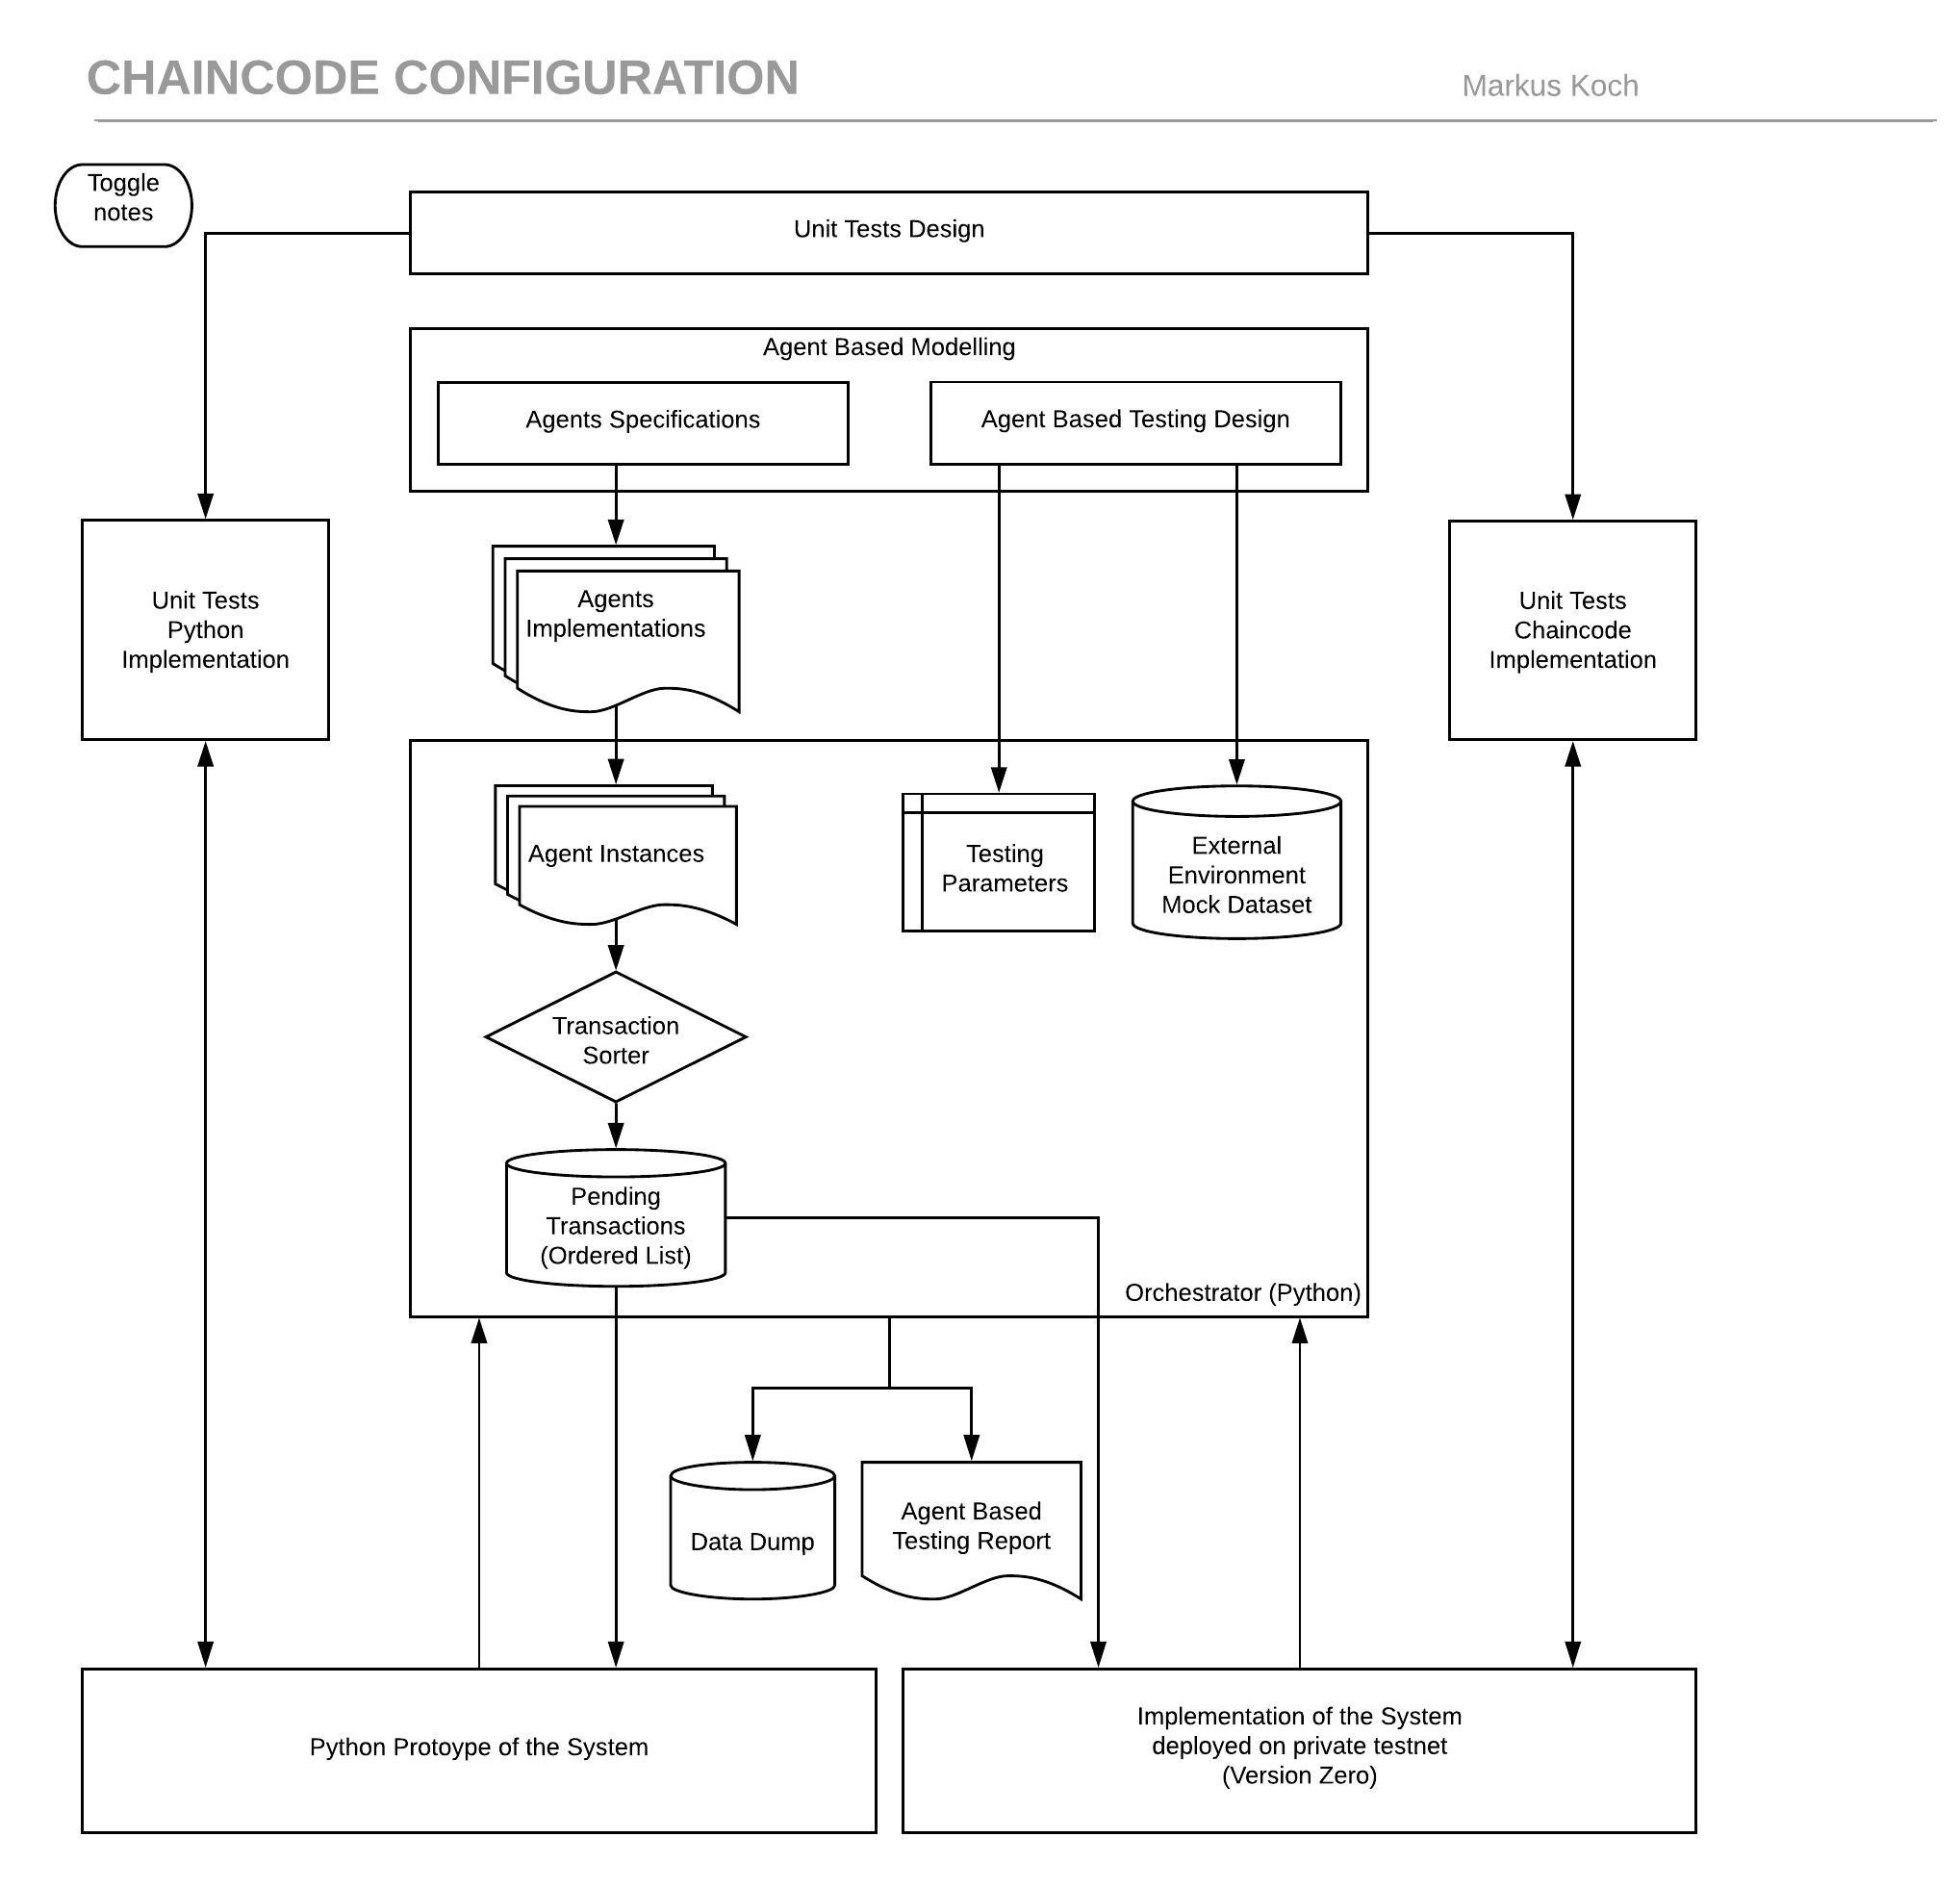 CHAINCODE CONFIGURATION
Markus Koch
Toggle
notes
Unit Tests Design
Agent Based Modelling
Agents Specifications
Agent Based Testing Design
Unit Tests
Python
Implementation
Agents
Implementations
Unit Tests
Chaincode
Implementation
Agent Instances
Testing
Parameters
External
Environment
Mock Dataset
Transaction
Sorter
Pending
Transactions
(Ordered List)
Orchestrator (Python)
Data Dump
Agent Based
Testing Report
Python Protoype of the System
Implementation of the System
deployed on private testnet
(Version Zero)